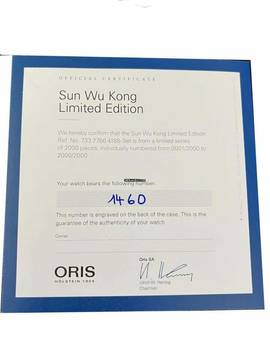 OFFICIAL CERTIFICATE
Sun Wu Kong
Limited Edition
We hereby confirm that the Sun Wu Kong Limited Edition
Ref. No. 733 7766 4185-Set is from a limited series
of 2000 pieces, individually numbered from 0001/2000 to
2000/2000
Your watch bears the following number:
1460
This number is engraved on the back of the case. This is the
guarantee of the authenticity of your watch
Owner
Oris SA
ORIS
HÖLSTEIN 1904
Ulrich W. Herzog
Chairman